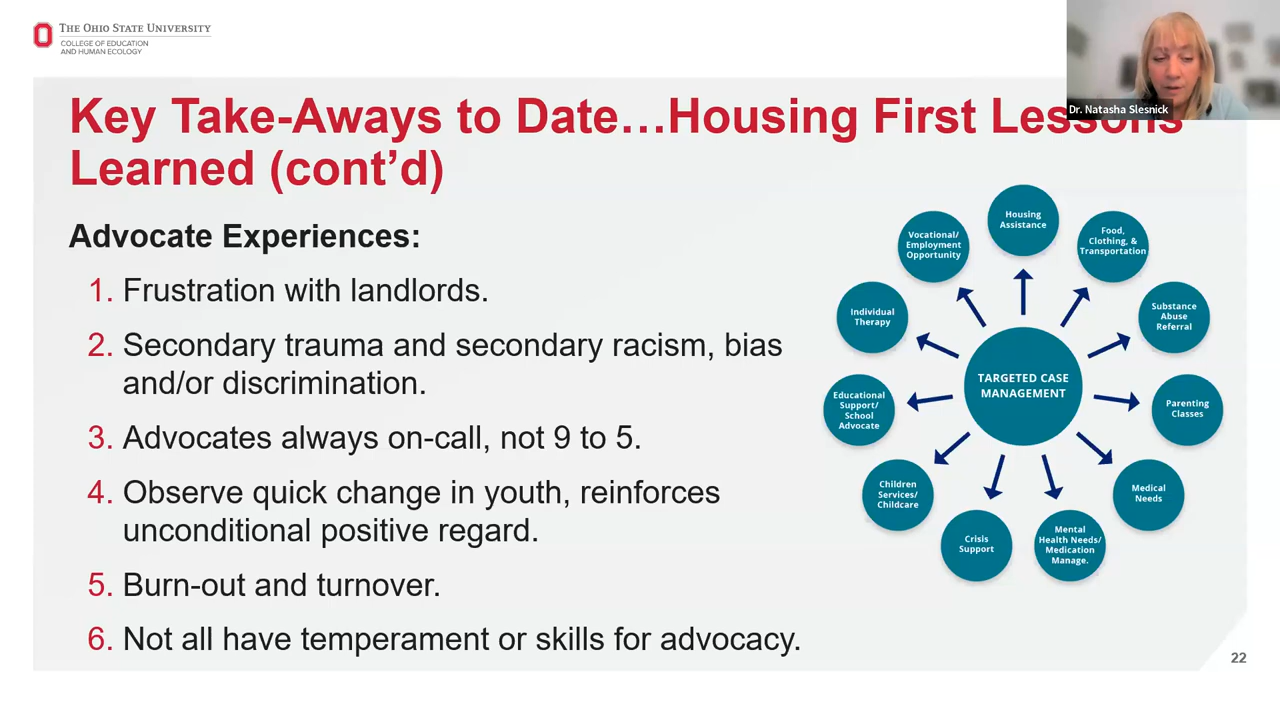 THE OHIO STATE UNIVERSITY
COLLEGE OF EDUCATION
AND HUMAN ECOLOGY
Dr. Natasha Slesnick
Key Take-Aways to Date…Housing First Lessons
Learned (cont’d)
Advocate Experiences:
1. Frustration with landlords.
2. Secondary trauma and secondary racism, bias
and/or discrimination.
3. Advocates always on-call, not 9 to 5.
4. Observe quick change in youth, reinforces
unconditional positive regard.
5. Burn-out and turnover.
6. Not all have temperament or skills for advocacy.
TARGETED CASE
MANAGEMENT
Housing
Assistance
Food,
Clothing, &
Transportation
Substance
Abuse
Referral
Parenting
Classes
Medical
Needs
Mental
Health Needs/
Medication
Manage.
Crisis
Support
Children
Services/
Childcare
Educational
Support/
School
Advocate
Individual
Therapy
Vocational/
Employment
Opportunity
22